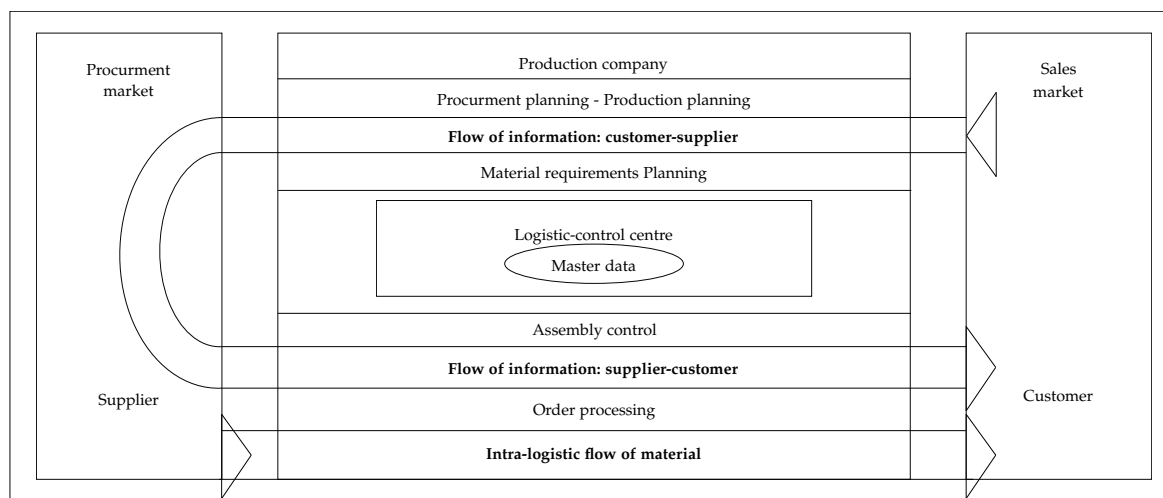 Procurment
market
Supplier
Production company
Procurment planning - Production planning
Flow of information: customer-supplier
Material requirements Planning
Logistic-control centre
Master data
Assembly control
Flow of information: supplier-customer
Order processing
Intra-logistic flow of material
Sales
market
Customer